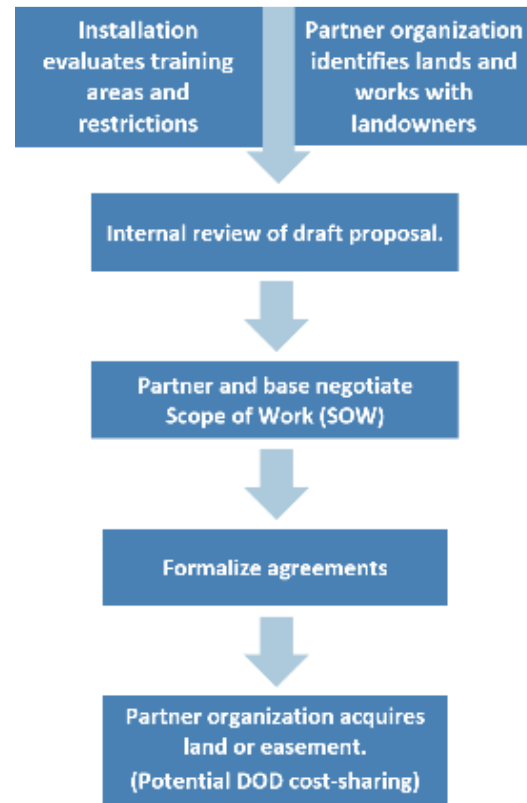 Installation
evaluates training
areas and
restrictions
Partner organization
identifies lands and
works with
landowners
Internal review of draft proposal.
Partner and base negotiate
Scope of Work (SOW)
Formalize agreements
Partner organization acquires
land or easement.
(Potential DOD cost-sharing)